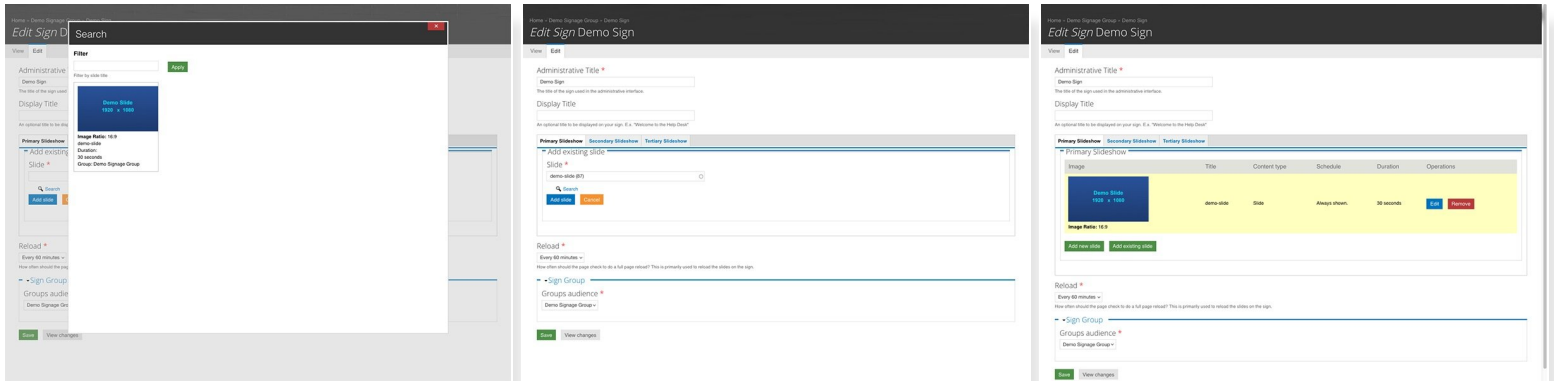 Home » Demo Signage Group
Edit Sign D
View Edit
Search
×
Filter
Apply
Filter by slide title
Demo Slide
1920 x 1080
Image Ratio: 16:9
demo-slide
Duration:
30 seconds
Group: Demo Signage Group
Administrative
Demo Sign
The title of the sign used
Display Title
An optional title to be
Primary Slideshow
Add existing
Slide *
Search
Add slide
Reload *
Every 60 minutes
How often should the
Sign Group
Groups audience
Demo Signage
Save View changes
Home » Demo Signage Group » Demo Sign
Edit Sign Demo Sign
View Edit
Administrative Title *
Demo Sign
The title of the sign used in the administrative interface.
Display Title
An optional title to be displayed on your sign. E.x. "Welcome to the Help Desk"
Primary Slideshow Secondary Slideshow Tertiary Slideshow
Add existing slide
Slide *
demo-slide (87)
Search
Add slide Cancel
Reload *
Every 60 minutes
How often should the page check to do a full page reload? This is primarily used to reload the slides on the sign.
Sign Group
Groups audience *
Demo Signage Group
Save View changes
Home » Demo Signage Group » Demo Sign
Edit Sign Demo Sign
View Edit
Administrative Title *
Demo Sign
The title of the sign used in the administrative interface.
Display Title
An optional title to be displayed on your sign. E.x. "Welcome to the Help Desk"
Primary Slideshow Secondary Slideshow Tertiary Slideshow
Primary Slideshow
Image Title Content type Schedule Duration Operations
Demo Slide
1920 x 1080
Image Ratio: 16:9
demo-slide Slide Always shown. 30 seconds Edit Remove
Add new slide Add existing slide
Reload *
Every 60 minutes
How often should the page check to do a full page reload? This is primarily used to reload the slides on the sign.
Sign Group
Groups audience *
Demo Signage Group
Save View changes